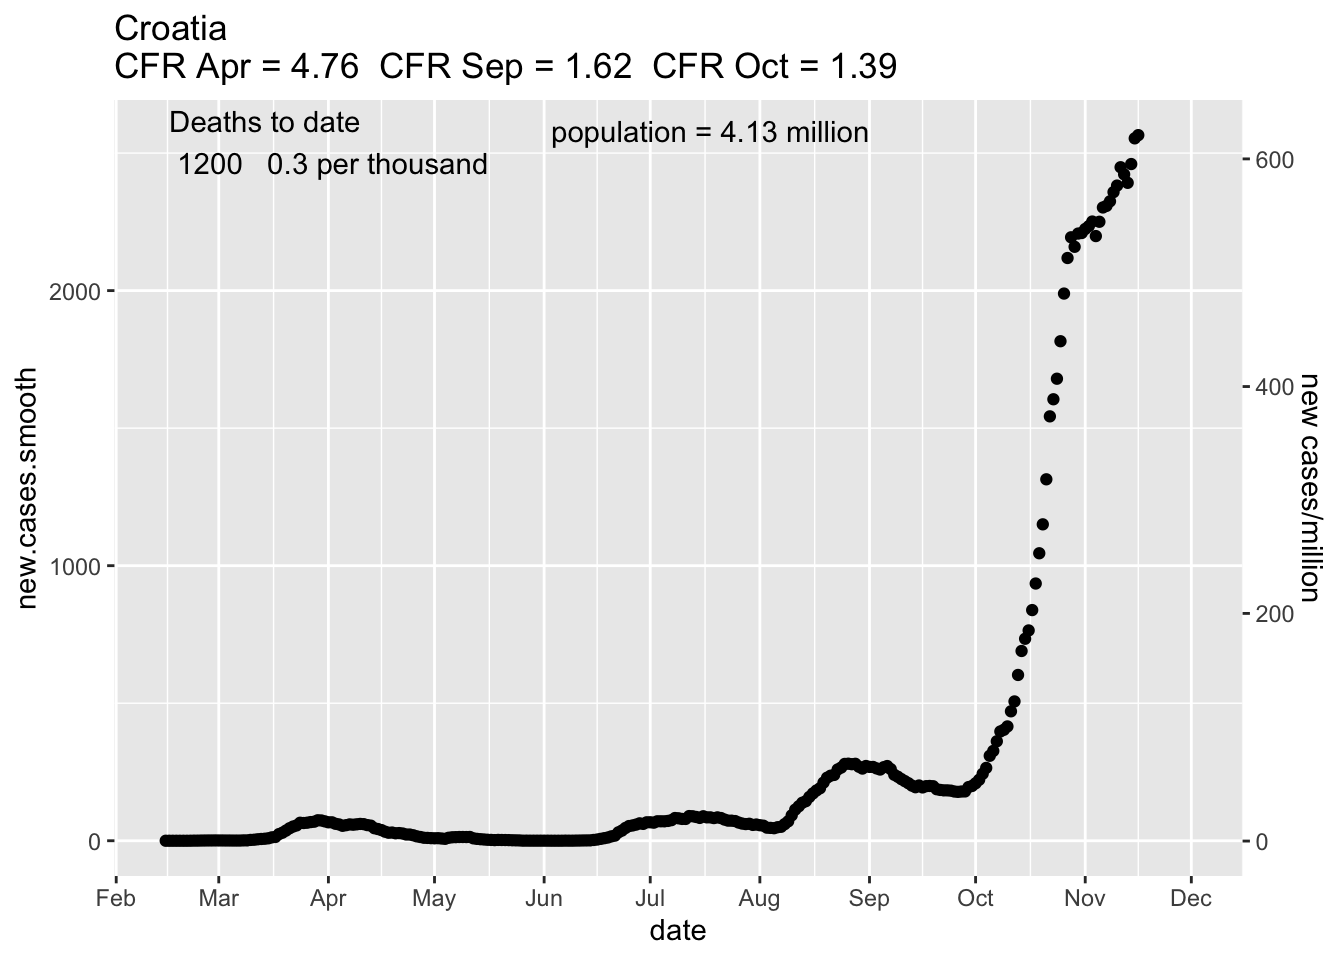 Croatia
CFR Apr = 4.76  CFR Sep = 1.62  CFR Oct = 1.39
Deaths to date
population = 4.13 million
1200   0.3 per thousand
new.cases.smooth
2000
1000
0
600
400
200
0
new cases/million
Feb Mar Apr May Jun Jul Aug Sep Oct Nov Dec
date